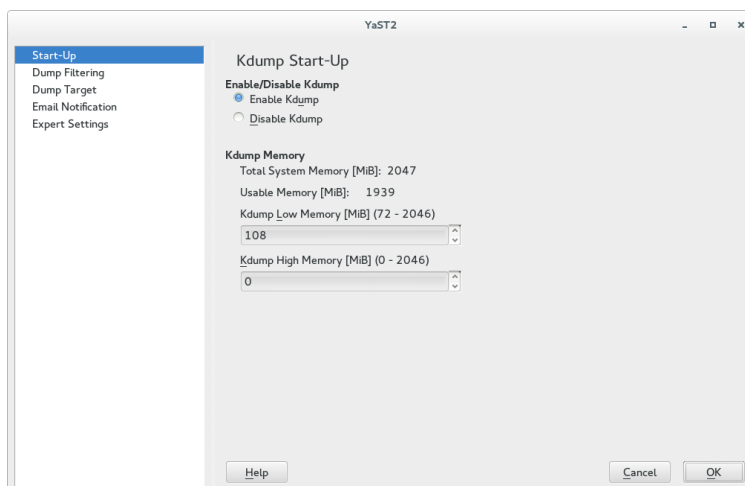 YaST2
Start-Up
Dump Filtering
Dump Target
Email Notification
Expert Settings
Kdump Start-Up
Enable/Disable Kdump
Enable Kdump
Disable Kdump
Kdump Memory
Total System Memory [MiB]: 2047
Usable Memory [MiB]: 1939
Kdump Low Memory [MiB] (72 - 2046)
108
Kdump High Memory [MiB] (0 - 2046)
0
Help
Cancel
OK